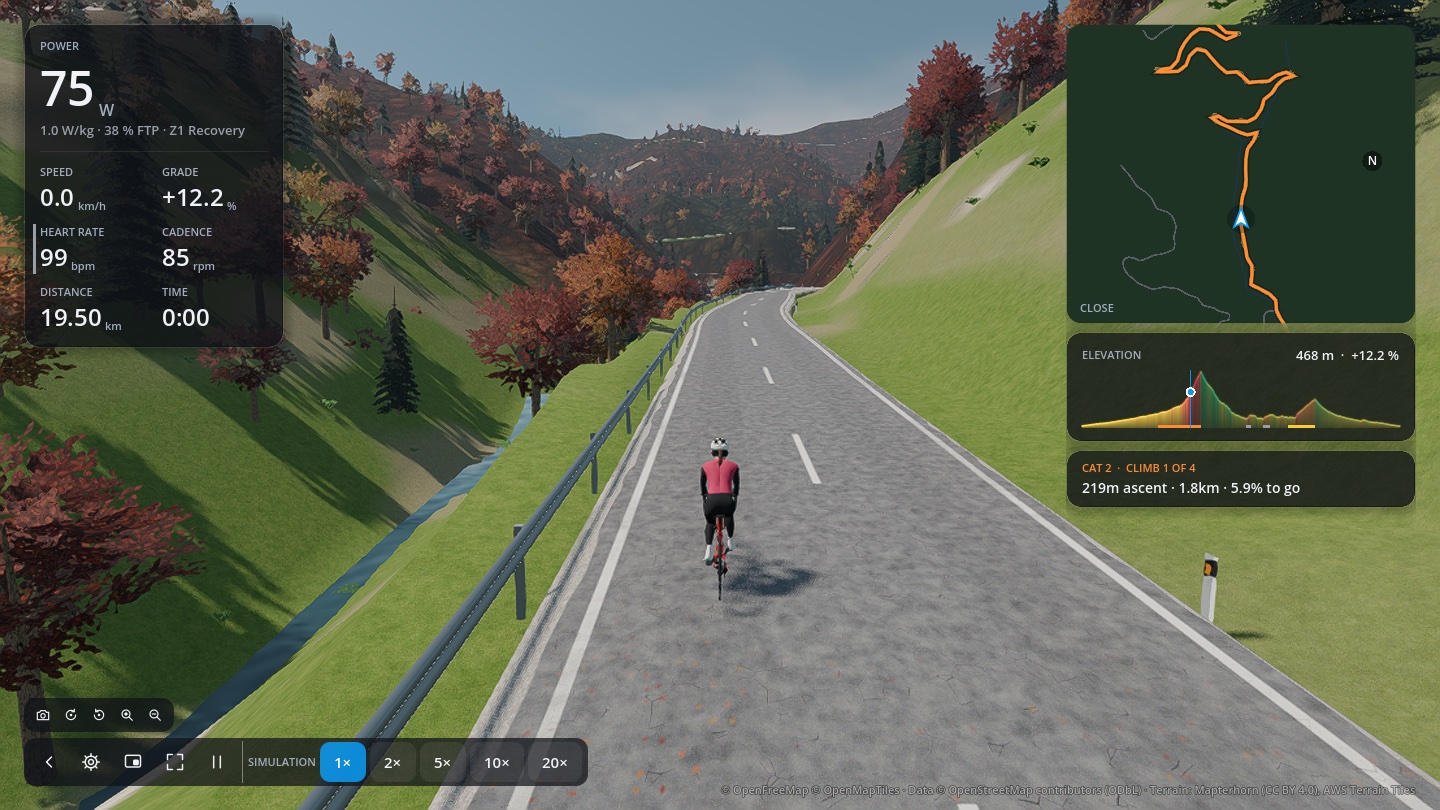 POWER
75 W
1.0 W/kg · 38 % FTP · Z1 Recovery
SPEED
0.0 km/h
GRADE
+12.2 %
HEART RATE
99 bpm
CADENCE
85 rpm
DISTANCE
19.50 km
TIME
0:00
N
CLOSE
ELEVATION
468 m · +12.2 %
CAT 2 · CLIMB 1 OF 4
219m ascent · 1.8km · 5.9% to go
SIMULATION
1×
2×
5×
10×
20×
© OpenFreeMap © OpenMapTiles · Data © OpenStreetMap contributors (ODbL) · Terrain: Mapterhorn (CC BY 4.0), AWS Terrain Tiles